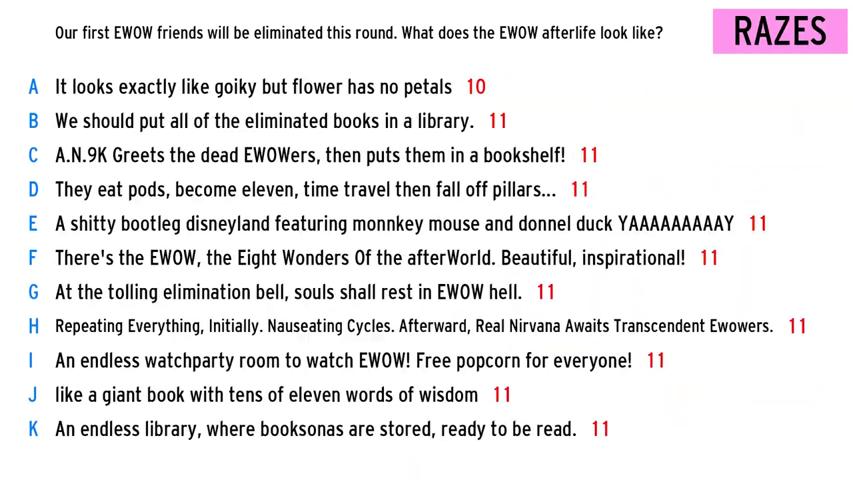 Our first EWOW friends will be eliminated this round. What does the EWOW afterlife look like?
RAZES
A It looks exactly like goiky but flower has no petals 10
B We should put all of the eliminated books in a library. 11
C A.N.9K Greets the dead EWOWers, then puts them in a bookshelf! 11
D They eat pods, become eleven, time travel then fall off pillars... 11
E A shitty bootleg disneyland featuring monnkey mouse and donnel duck YAAAAAAAAAY 11
F There's the EWOW, the Eight Wonders Of the afterWorld. Beautiful, inspirational! 11
G At the tolling elimination bell, souls shall rest in EWOW hell. 11
H Repeating Everything, Initially. Nauseating Cycles. Afterward, Real Nirvana Awaits Transcendent Ewowers. 11
I An endless watchparty room to watch EWOW! Free popcorn for everyone! 11
J like a giant book with tens of eleven words of wisdom 11
K An endless library, where booksonas are stored, ready to be read. 11